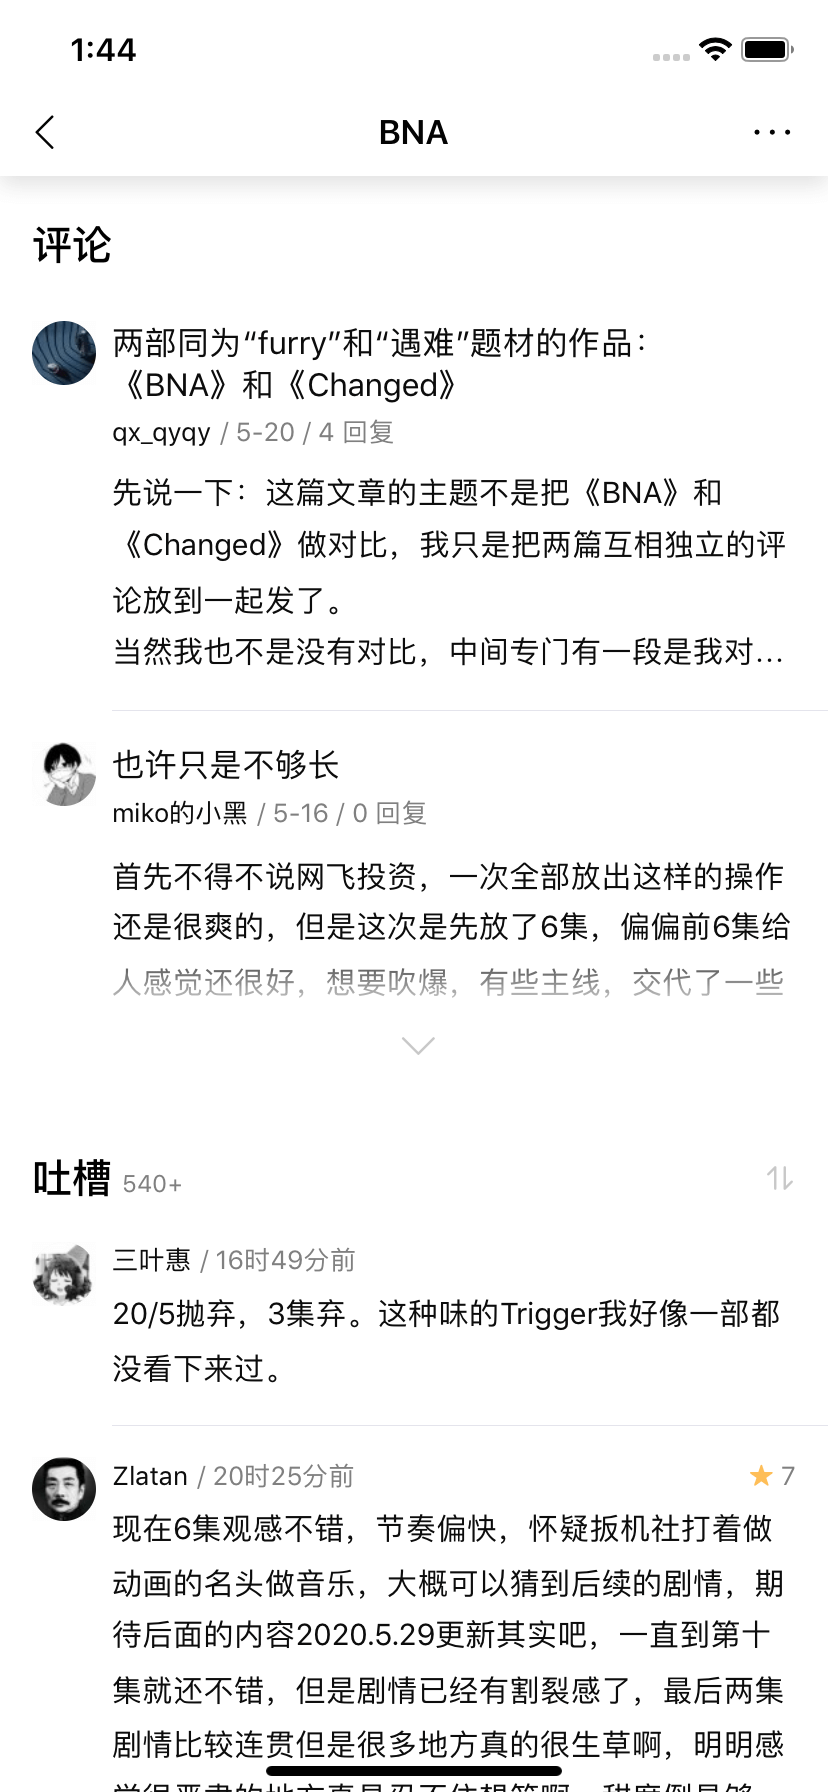 1:44
BNA
评论
两部同为“furry”和“遇难”题材的作品：
《BNA》和《Changed》
qx_qyqy / 5-20 / 4 回复
先说一下：这篇文章的主题不是把《BNA》和
《Changed》做对比，我只是把两篇互相独立的评
论放到一起发了。
当然我也不是没有对比，中间专门有一段是我对...
也许只是不够长
miko的小黑 / 5-16 / 0 回复
首先不得不说网飞投资，一次全部放出这样的操作
还是很爽的，但是这次是先放了6集，偏偏前6集给
人感觉还很好，想要吹爆，有些主线，交代了一些
吐槽 540+
三叶惠 / 16时49分前
20/5抛弃，3集弃。这种味的Trigger我好像一部都
没看下来过。
Zlatan / 20时25分前
7
现在6集观感不错，节奏偏快，怀疑扳机社打着做
动画的名头做音乐，大概可以猜到后续的剧情，期
待后面的内容2020.5.29更新其实吧，一直到第十
集就还不错，但是剧情已经有割裂感了，最后两集
剧情比较连贯但是很多地方真的很生草啊，明明感